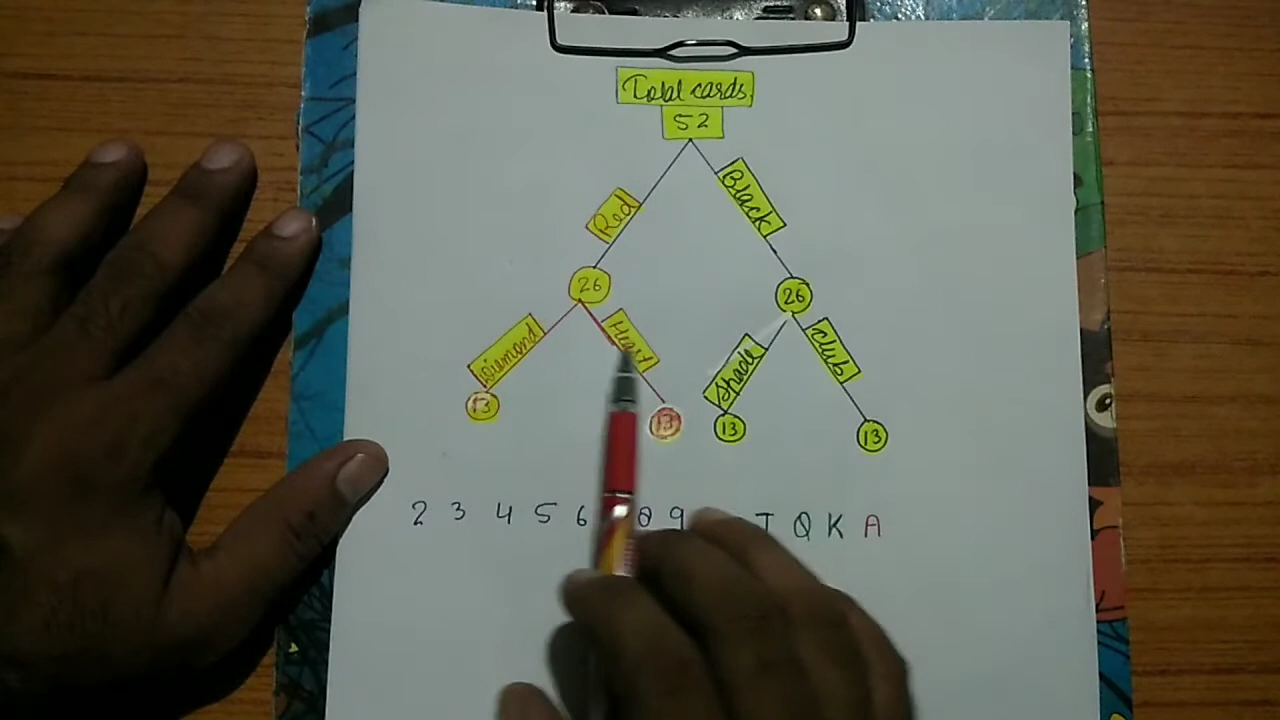 Total cards
52
Red
Black
26
26
Diamond
Heart
Spade
Club
13
13
13
13
2 3 4 5 6 8 9 J Q K A